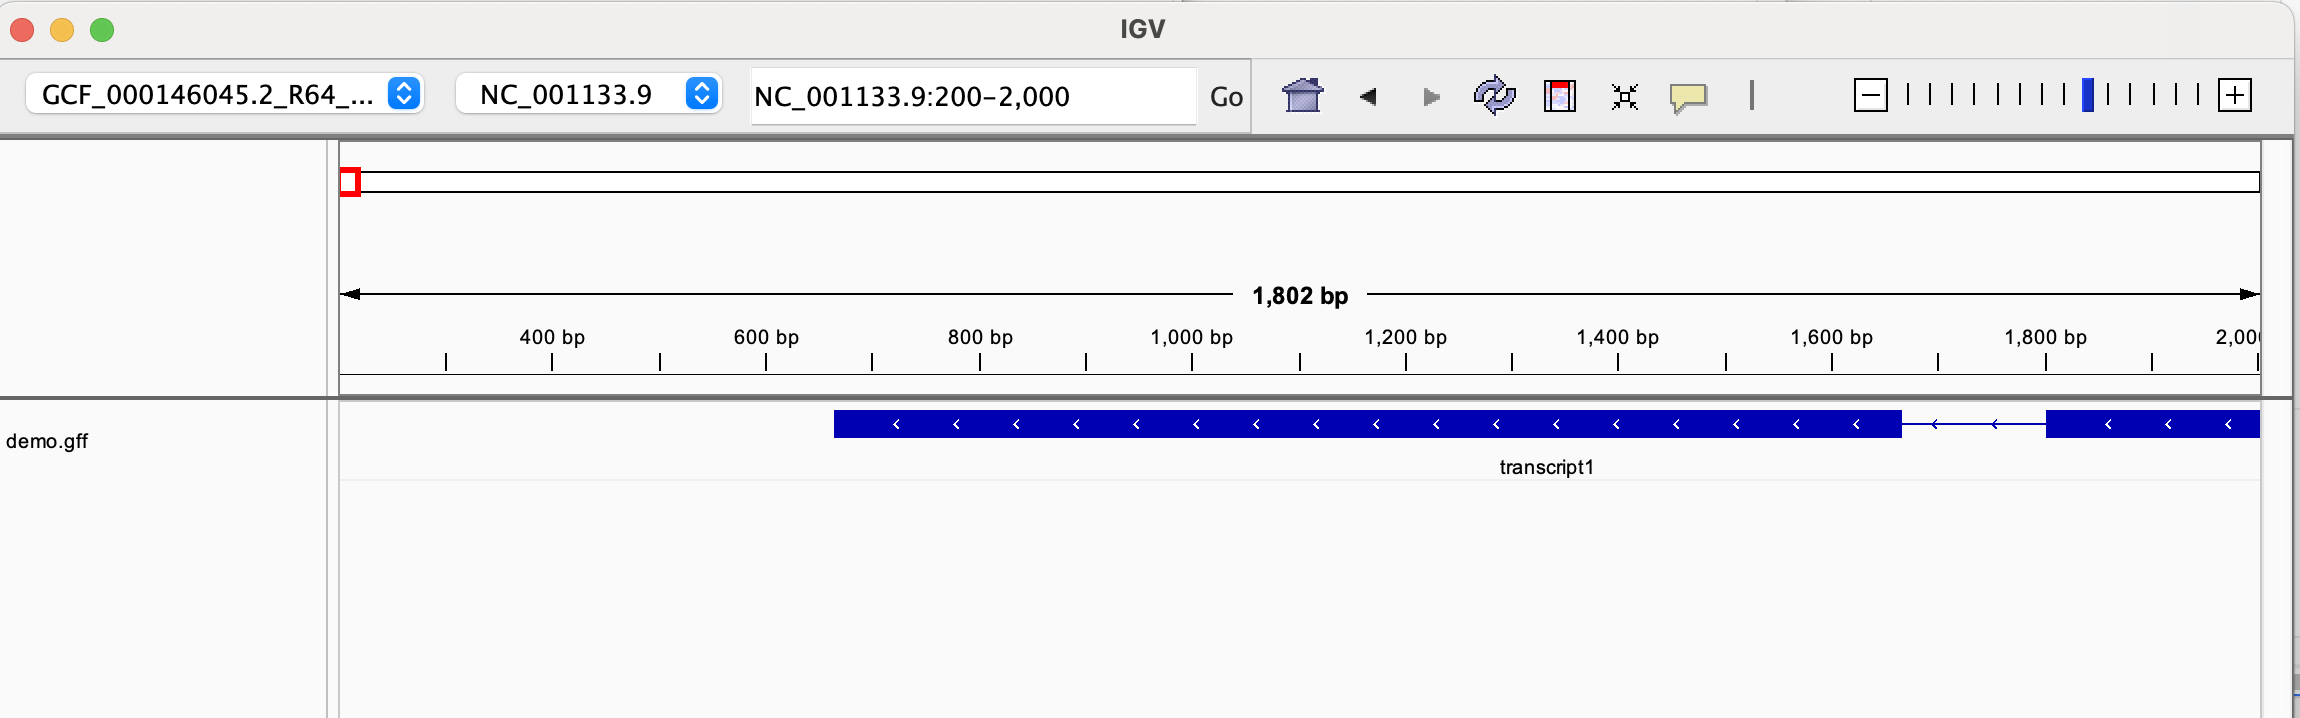 IGV
GCF_000146045.2_R64_... NC_001133.9 NC_001133.9:200-2,000 Go
1,802 bp
400 bp 600 bp 800 bp 1,000 bp 1,200 bp 1,400 bp 1,600 bp 1,800 bp 2,000
demo.gff
transcript1